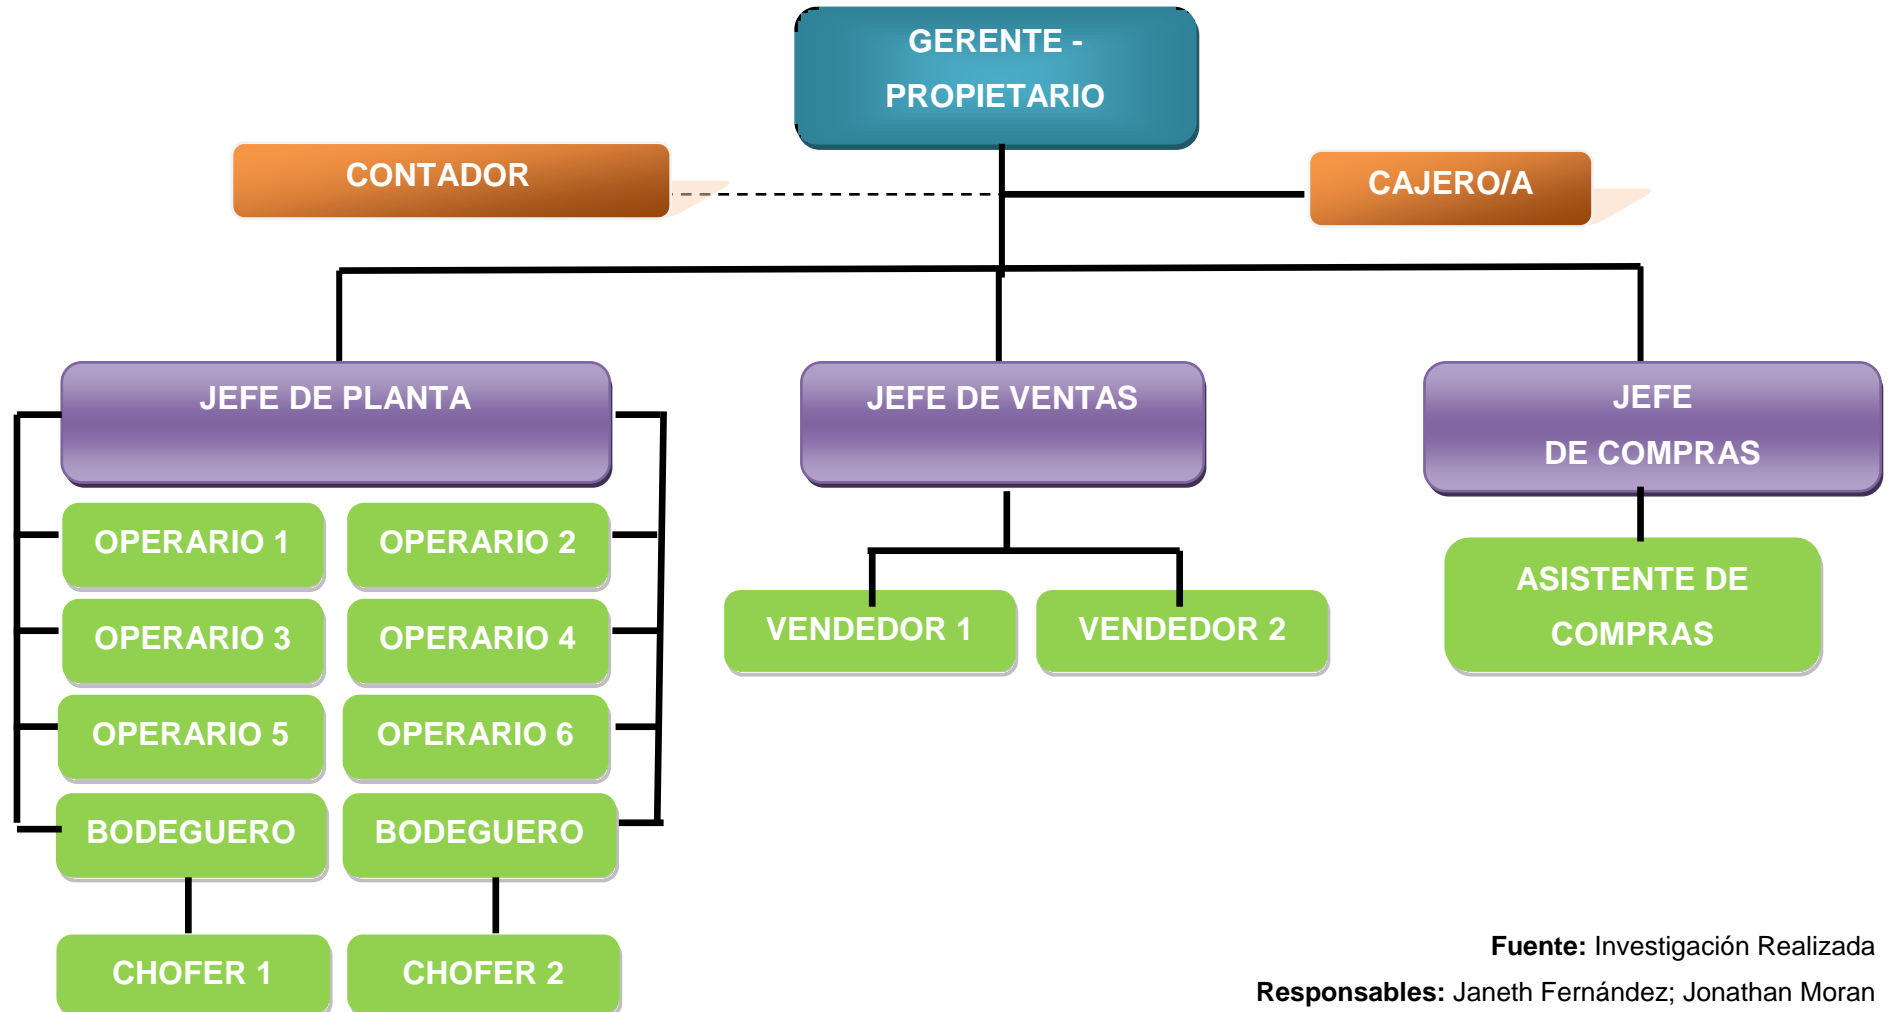 GERENTE -
PROPIETARIO
CONTADOR
CAJERO/A
JEFE DE PLANTA
JEFE DE VENTAS
JEFE
DE COMPRAS
OPERARIO 1
OPERARIO 2
OPERARIO 3
OPERARIO 4
OPERARIO 5
OPERARIO 6
BODEGUERO
BODEGUERO
CHOFER 1
CHOFER 2
VENDEDOR 1
VENDEDOR 2
ASISTENTE DE
COMPRAS
Fuente: Investigación Realizada
Responsables: Janeth Fernández; Jonathan Moran